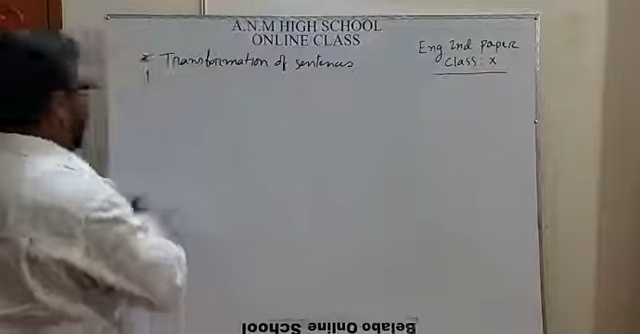 A.N.M HIGH SCHOOL
ONLINE CLASS
Eng 2nd paper
Class: x
* Transformation of sentences
Belabo Online School